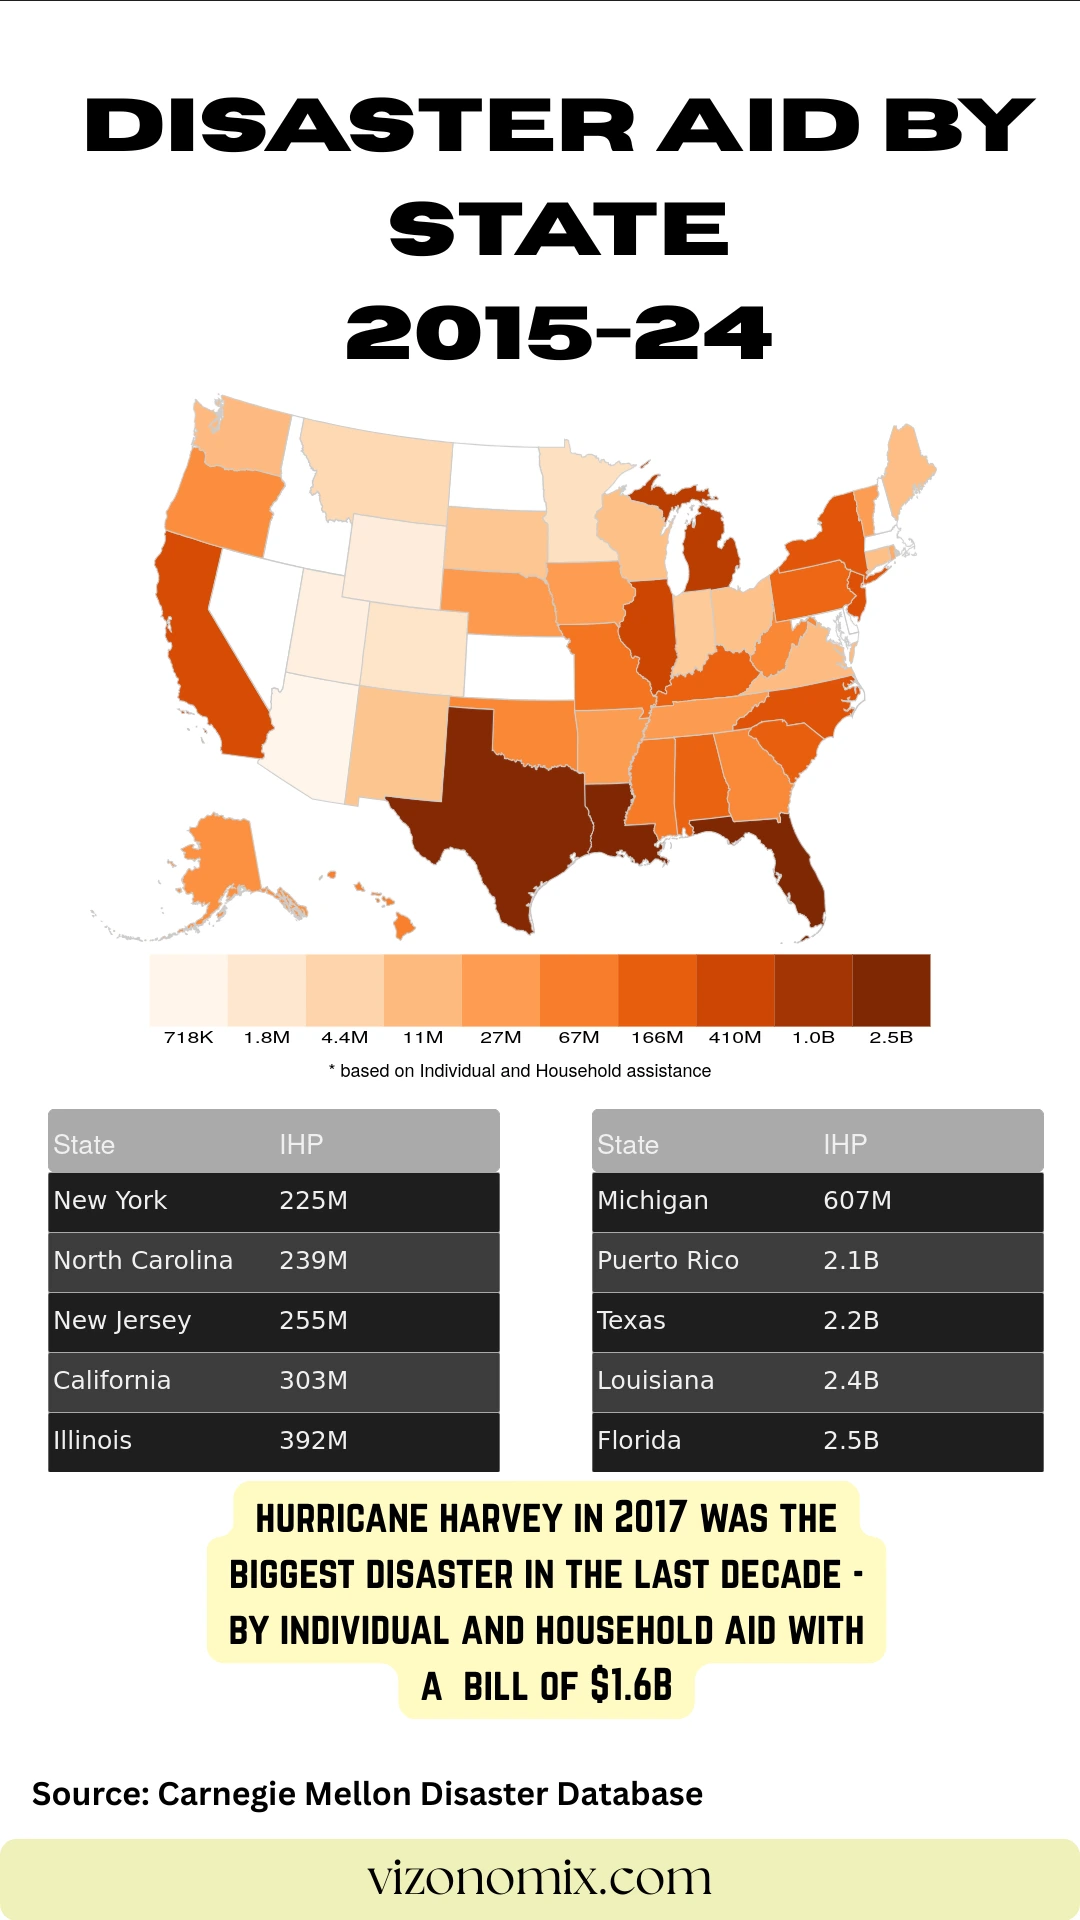 DISASTER AID BY
STATE
2015-24
718K 1.8M 4.4M 11M 27M 67M 166M 410M 1.0B 2.5B
* based on Individual and Household assistance
State IHP
New York 225M
North Carolina 239M
New Jersey 255M
California 303M
Illinois 392M
State IHP
Michigan 607M
Puerto Rico 2.1B
Texas 2.2B
Louisiana 2.4B
Florida 2.5B
HURRICANE HARVEY IN 2017 WAS THE
BIGGEST DISASTER IN THE LAST DECADE -
BY INDIVIDUAL AND HOUSEHOLD AID WITH
A BILL OF $1.6B
Source: Carnegie Mellon Disaster Database
vizonomix.com